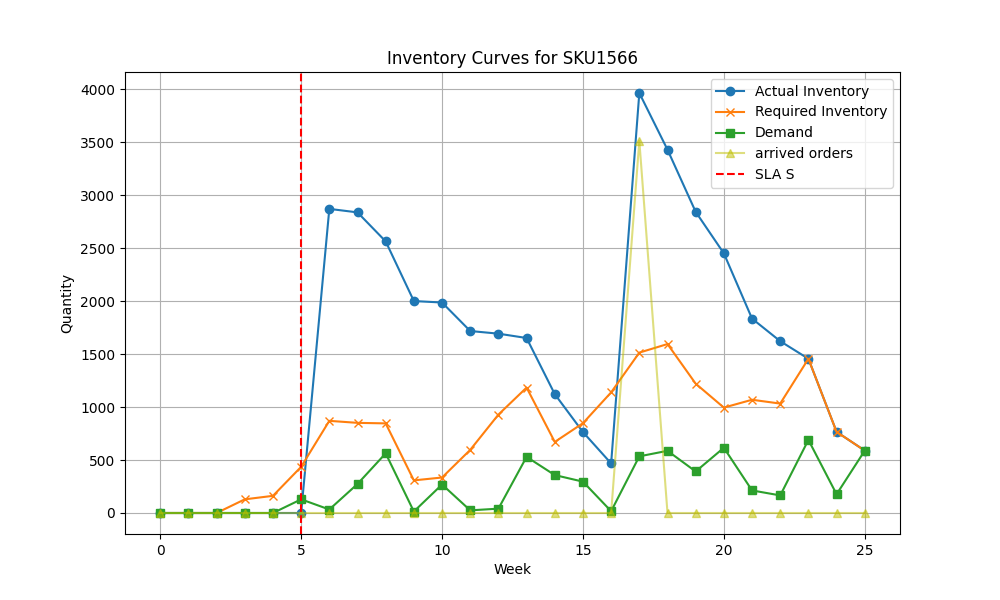 Inventory Curves for SKU1566
Actual Inventory
Required Inventory
Demand
arrived orders
SLA S
4000
3500
3000
2500
2000
1500
1000
500
0
Quantity
0 5 10 15 20 25
Week